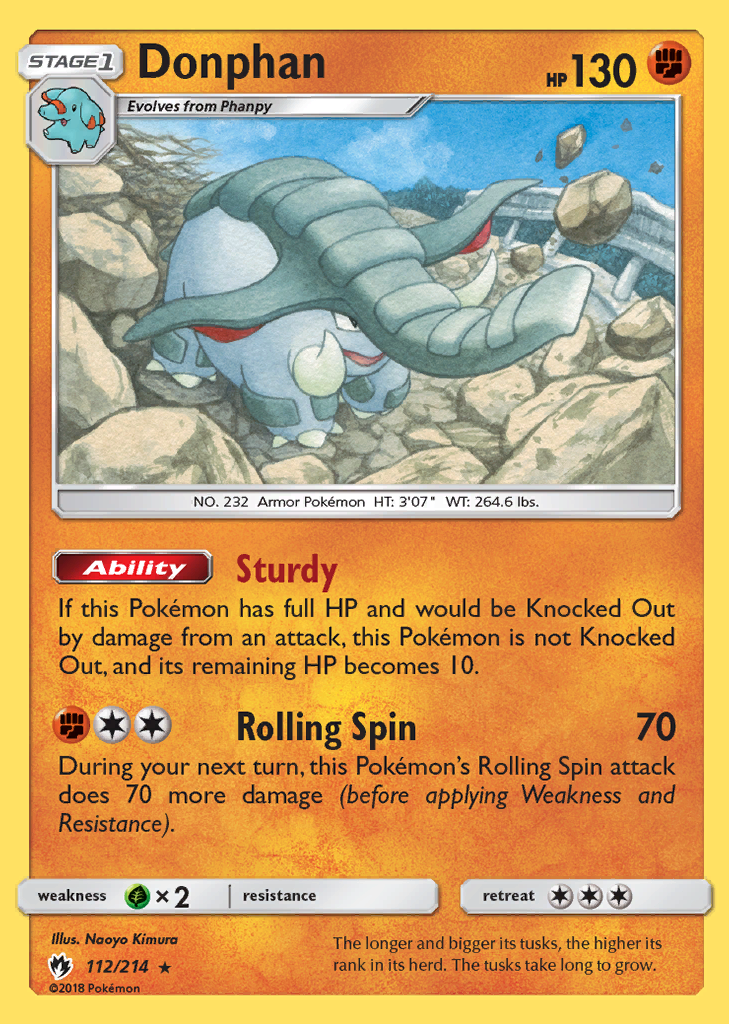 STAGE 1 Donphan HP 130
Evolves from Phanpy
NO. 232 Armor Pokémon HT: 3'07" WT: 264.6 lbs.
Ability Sturdy
If this Pokémon has full HP and would be Knocked Out
by damage from an attack, this Pokémon is not Knocked
Out, and its remaining HP becomes 10.
Rolling Spin 70
During your next turn, this Pokémon's Rolling Spin attack
does 70 more damage (before applying Weakness and
Resistance).
weakness × 2 resistance retreat
Illus. Naoyo Kimura
112/214 ★
©2018 Pokémon
The longer and bigger its tusks, the higher its
rank in its herd. The tusks take long to grow.